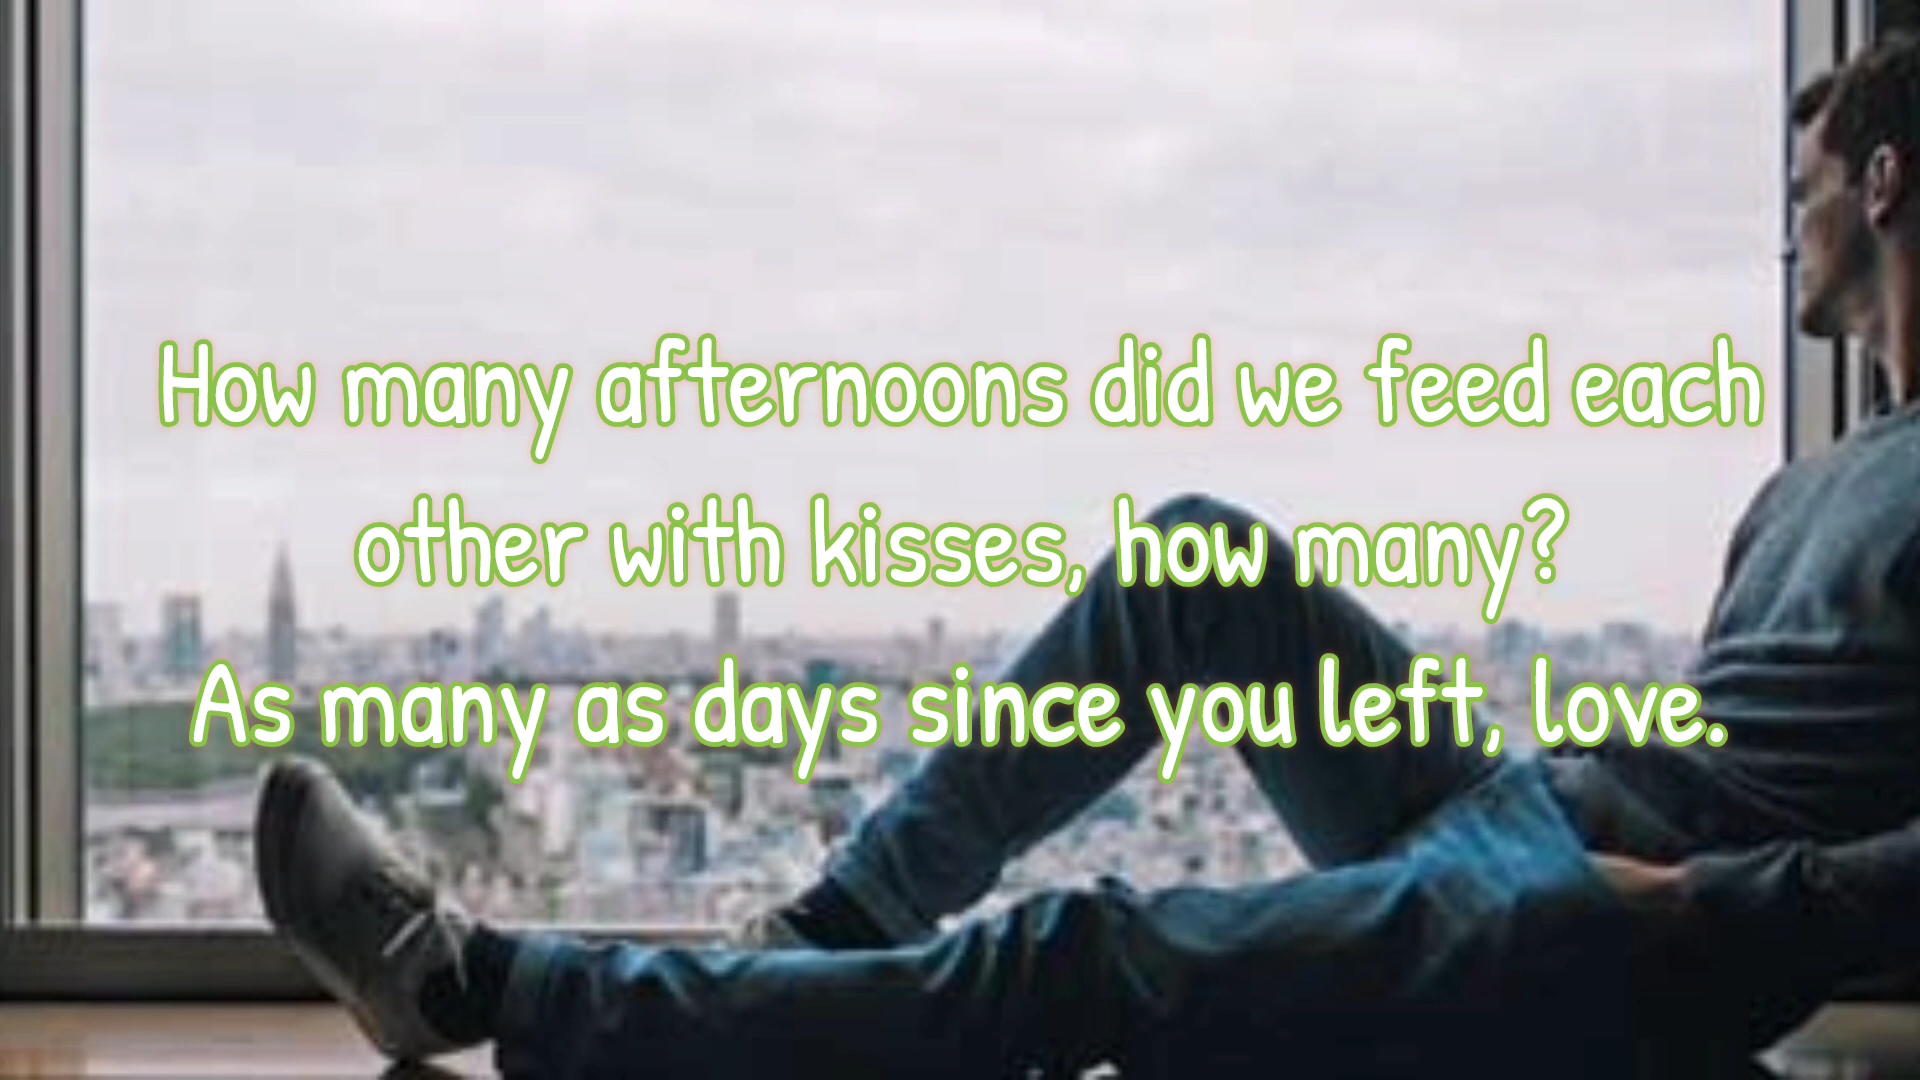 How many afternoons did we feed each
other with kisses, how many?
As many as days since you left, love.